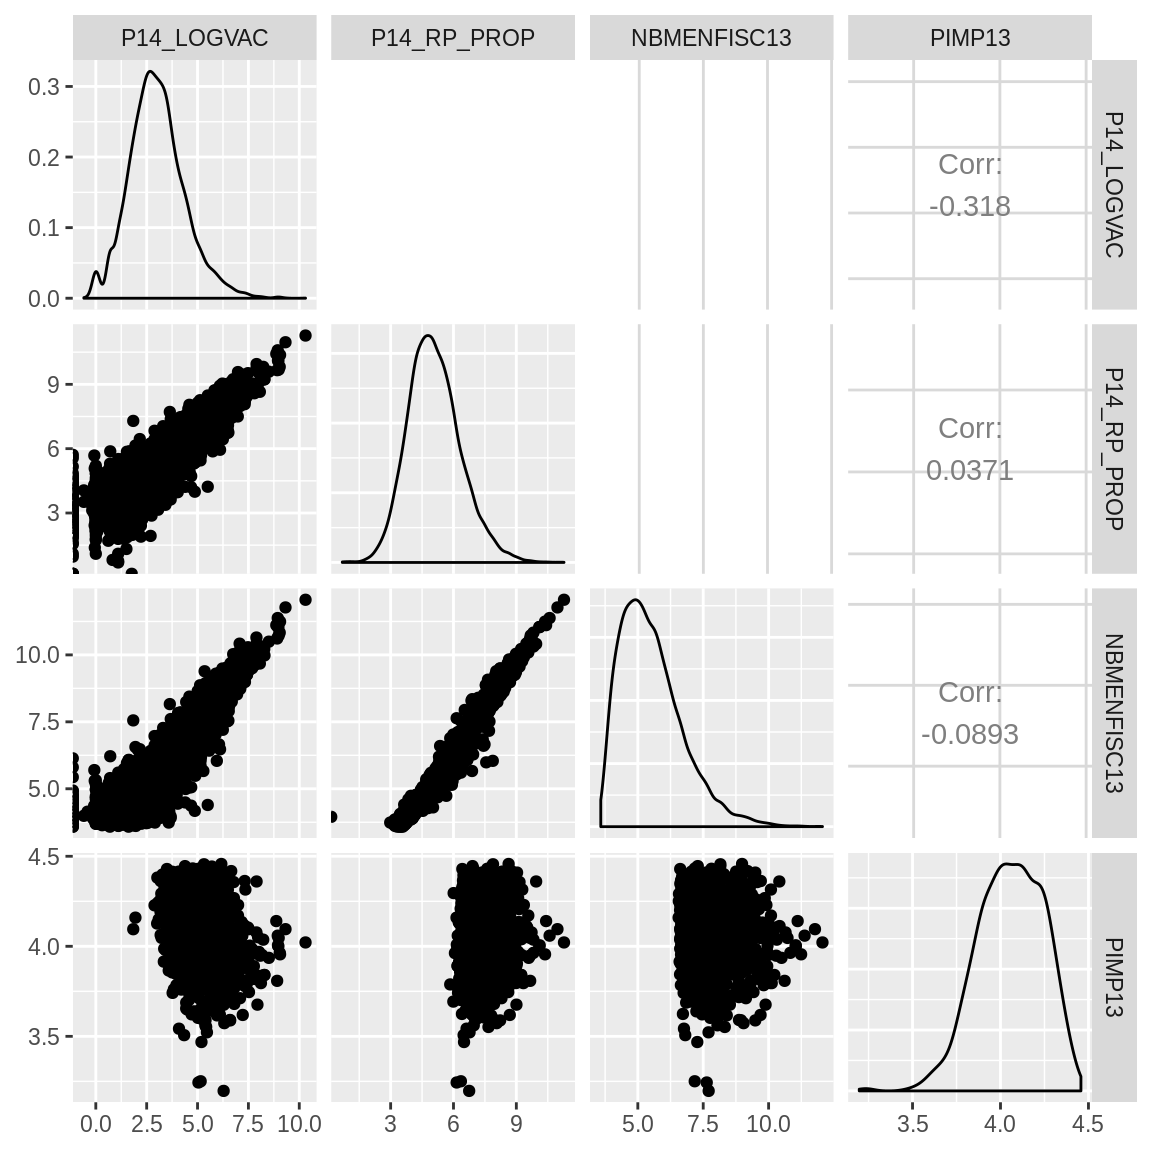 P14_LOGVAC P14_RP_PROP NBMENFISC13 PIMP13
0.3
0.2
0.1
0.0
Corr:
-0.318
P14_LOGVAC
9
6
3
Corr:
0.0371
P14_RP_PROP
10.0
7.5
5.0
Corr:
-0.0893
NBMENFISC13
4.5
4.0
3.5
PIMP13
0.0 2.5 5.0 7.5 10.0 3 6 9 5.0 7.5 10.0 3.5 4.0 4.5